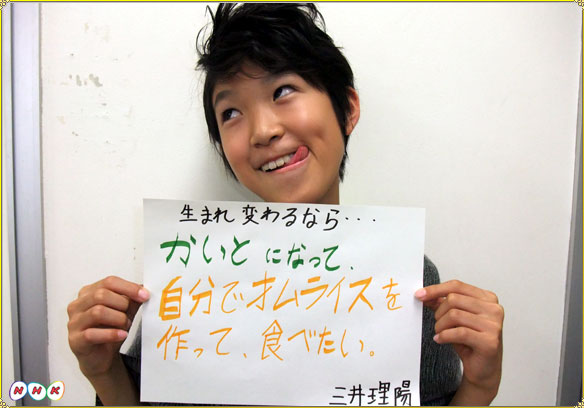 生まれ変わるなら・・・
かいとになって、
自分でオムライスを
作って、食べたい。
三井理陽
NHK